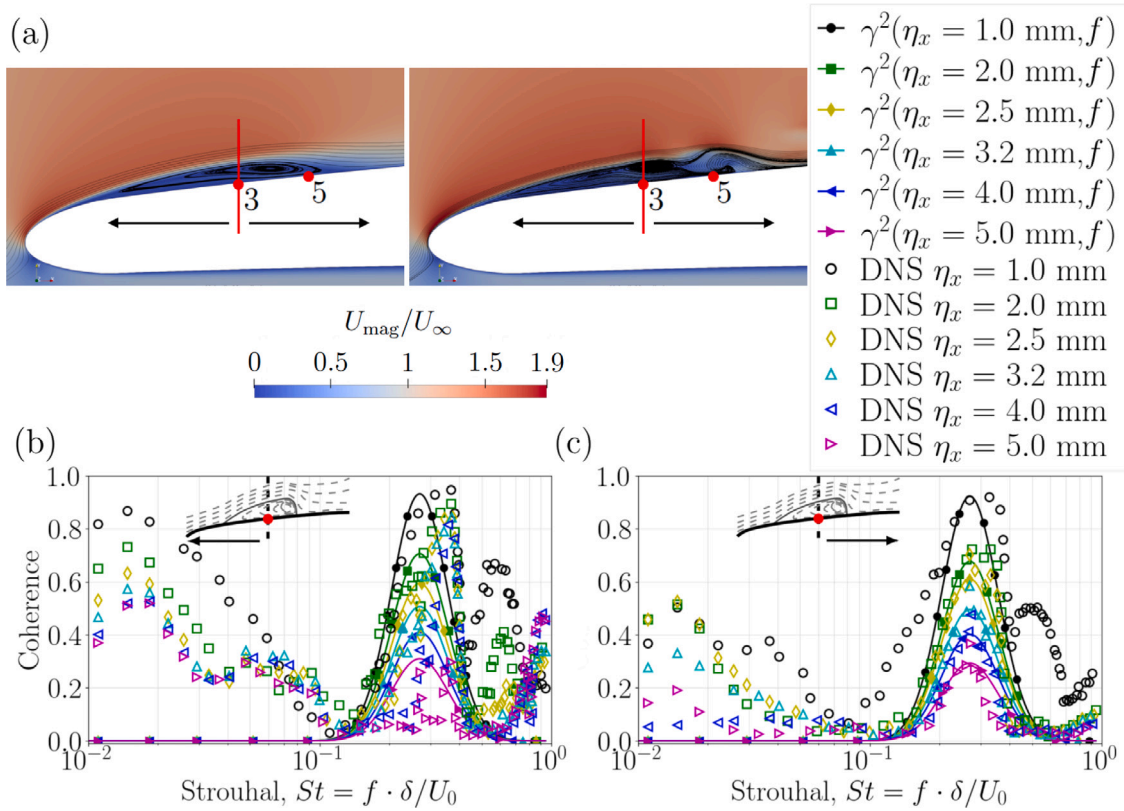 (a)
3
5
3
5
U_mag/U_∞
0 0.5 1 1.5 1.9
γ²(η_x = 1.0 mm,f)
γ²(η_x = 2.0 mm,f)
γ²(η_x = 2.5 mm,f)
γ²(η_x = 3.2 mm,f)
γ²(η_x = 4.0 mm,f)
γ²(η_x = 5.0 mm,f)
DNS η_x = 1.0 mm
DNS η_x = 2.0 mm
DNS η_x = 2.5 mm
DNS η_x = 3.2 mm
DNS η_x = 4.0 mm
DNS η_x = 5.0 mm
(b)
Coherence
1.0
0.8
0.6
0.4
0.2
0.0
10⁻² 10⁻¹ 10⁰
Strouhal, St = f · δ/U₀
(c)
1.0
0.8
0.6
0.4
0.2
0.0
10⁻² 10⁻¹ 10⁰
Strouhal, St = f · δ/U₀